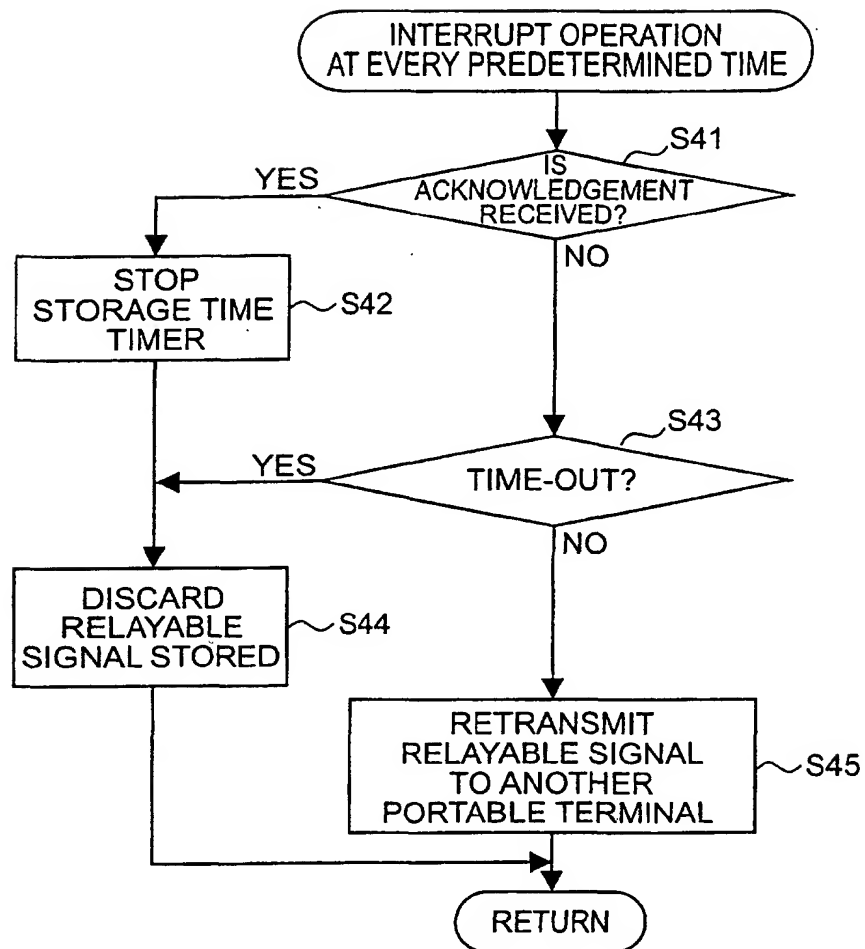 INTERRUPT OPERATION
AT EVERY PREDETERMINED TIME
S41
IS
ACKNOWLEDGEMENT
RECEIVED?
YES
NO
STOP
STORAGE TIME
TIMER
S42
S43
TIME-OUT?
YES
NO
DISCARD
RELAYABLE
SIGNAL STORED
S44
RETRANSMIT
RELAYABLE SIGNAL
TO ANOTHER
PORTABLE TERMINAL
S45
RETURN